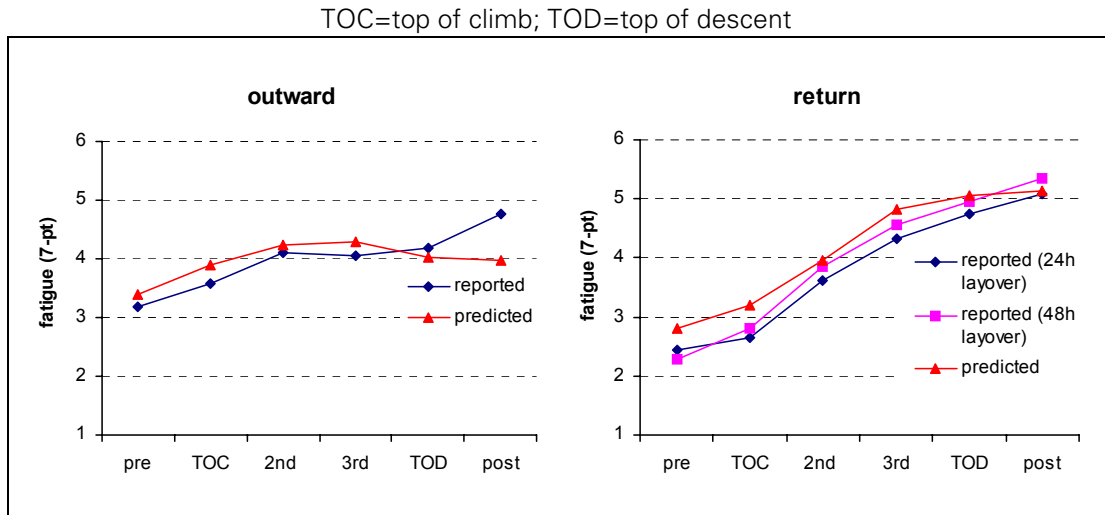 TOC=top of climb; TOD=top of descent
outward
fatigue (7-pt)
6
5
4
3
2
1
pre TOC 2nd 3rd TOD post
reported
predicted
return
fatigue (7-pt)
6
5
4
3
2
1
pre TOC 2nd 3rd TOD post
reported (24h
layover)
reported (48h
layover)
predicted